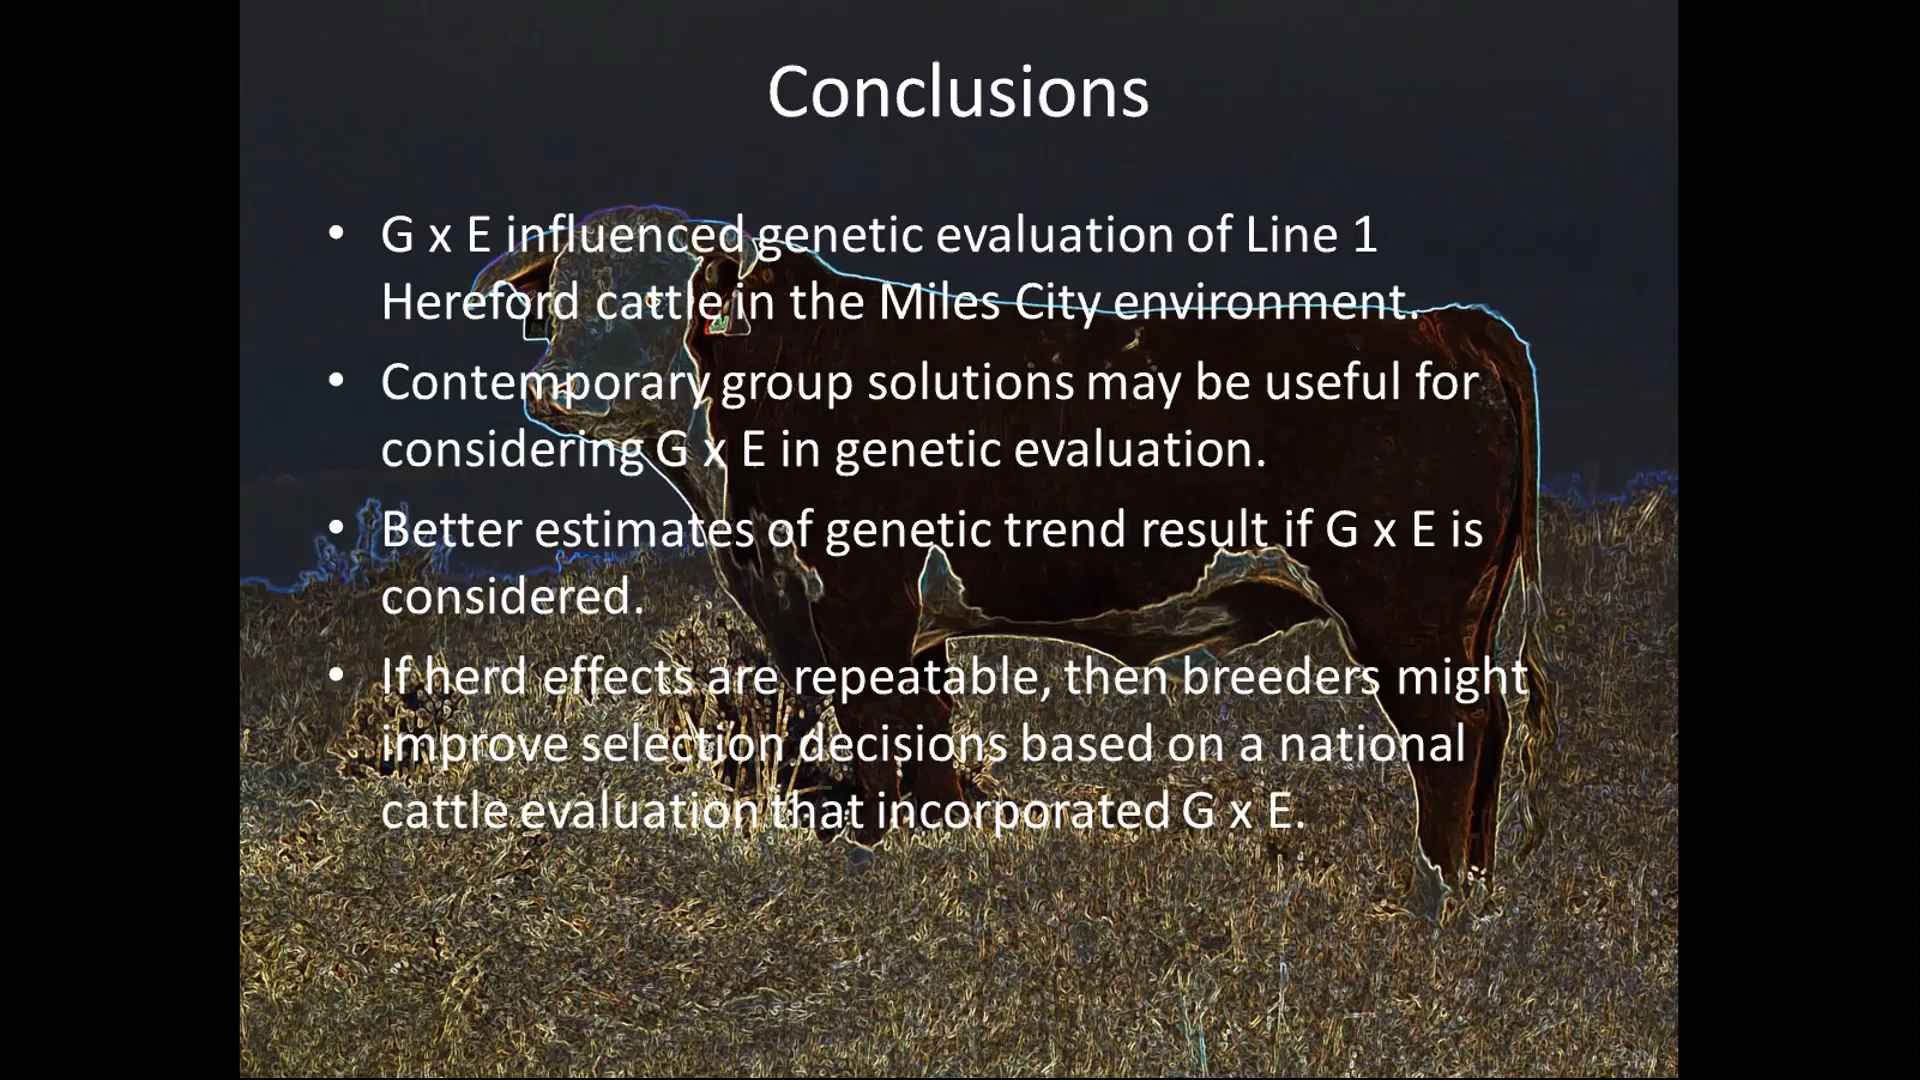 Conclusions
• G x E influenced genetic evaluation of Line 1
Hereford cattle in the Miles City environment.
• Contemporary group solutions may be useful for
considering G x E in genetic evaluation.
• Better estimates of genetic trend result if G x E is
considered.
• If herd effects are repeatable, then breeders might
improve selection decisions based on a national
cattle evaluation that incorporated G x E.